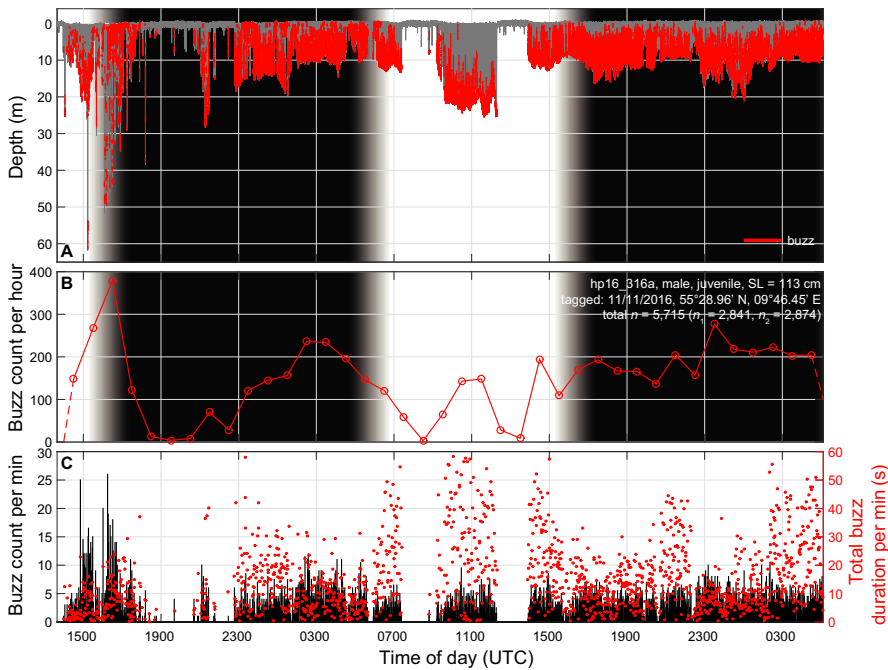 0
10
20
30
40
50
60
Depth (m)
A
buzz
400
300
200
100
0
Buzz count per hour
B
hp16_316a, male, juvenile, SL = 113 cm
tagged: 11/11/2016, 55°28.96' N, 09°46.45' E
total n = 5,715 (n1 = 2,841, n2 = 2,874)
30
25
20
15
10
5
0
Buzz count per min
C
60
50
40
30
20
10
0
Total buzz
duration per min (s)
1500 1900 2300 0300 0700 1100 1500 1900 2300 0300
Time of day (UTC)